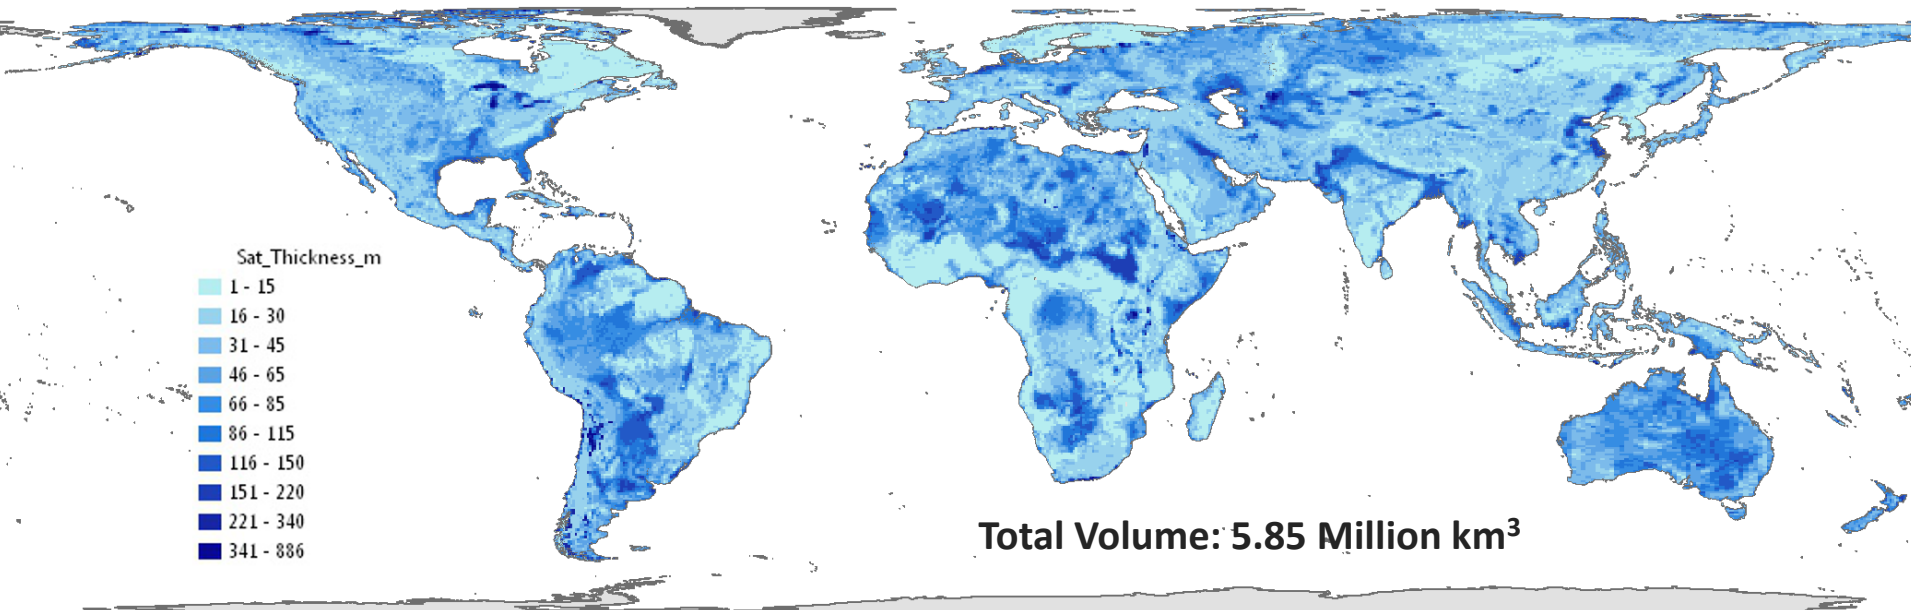 Sat_Thickness_m
1 - 15
16 - 30
31 - 45
46 - 65
66 - 85
86 - 115
116 - 150
151 - 220
221 - 340
341 - 886
Total Volume: 5.85 Million km³